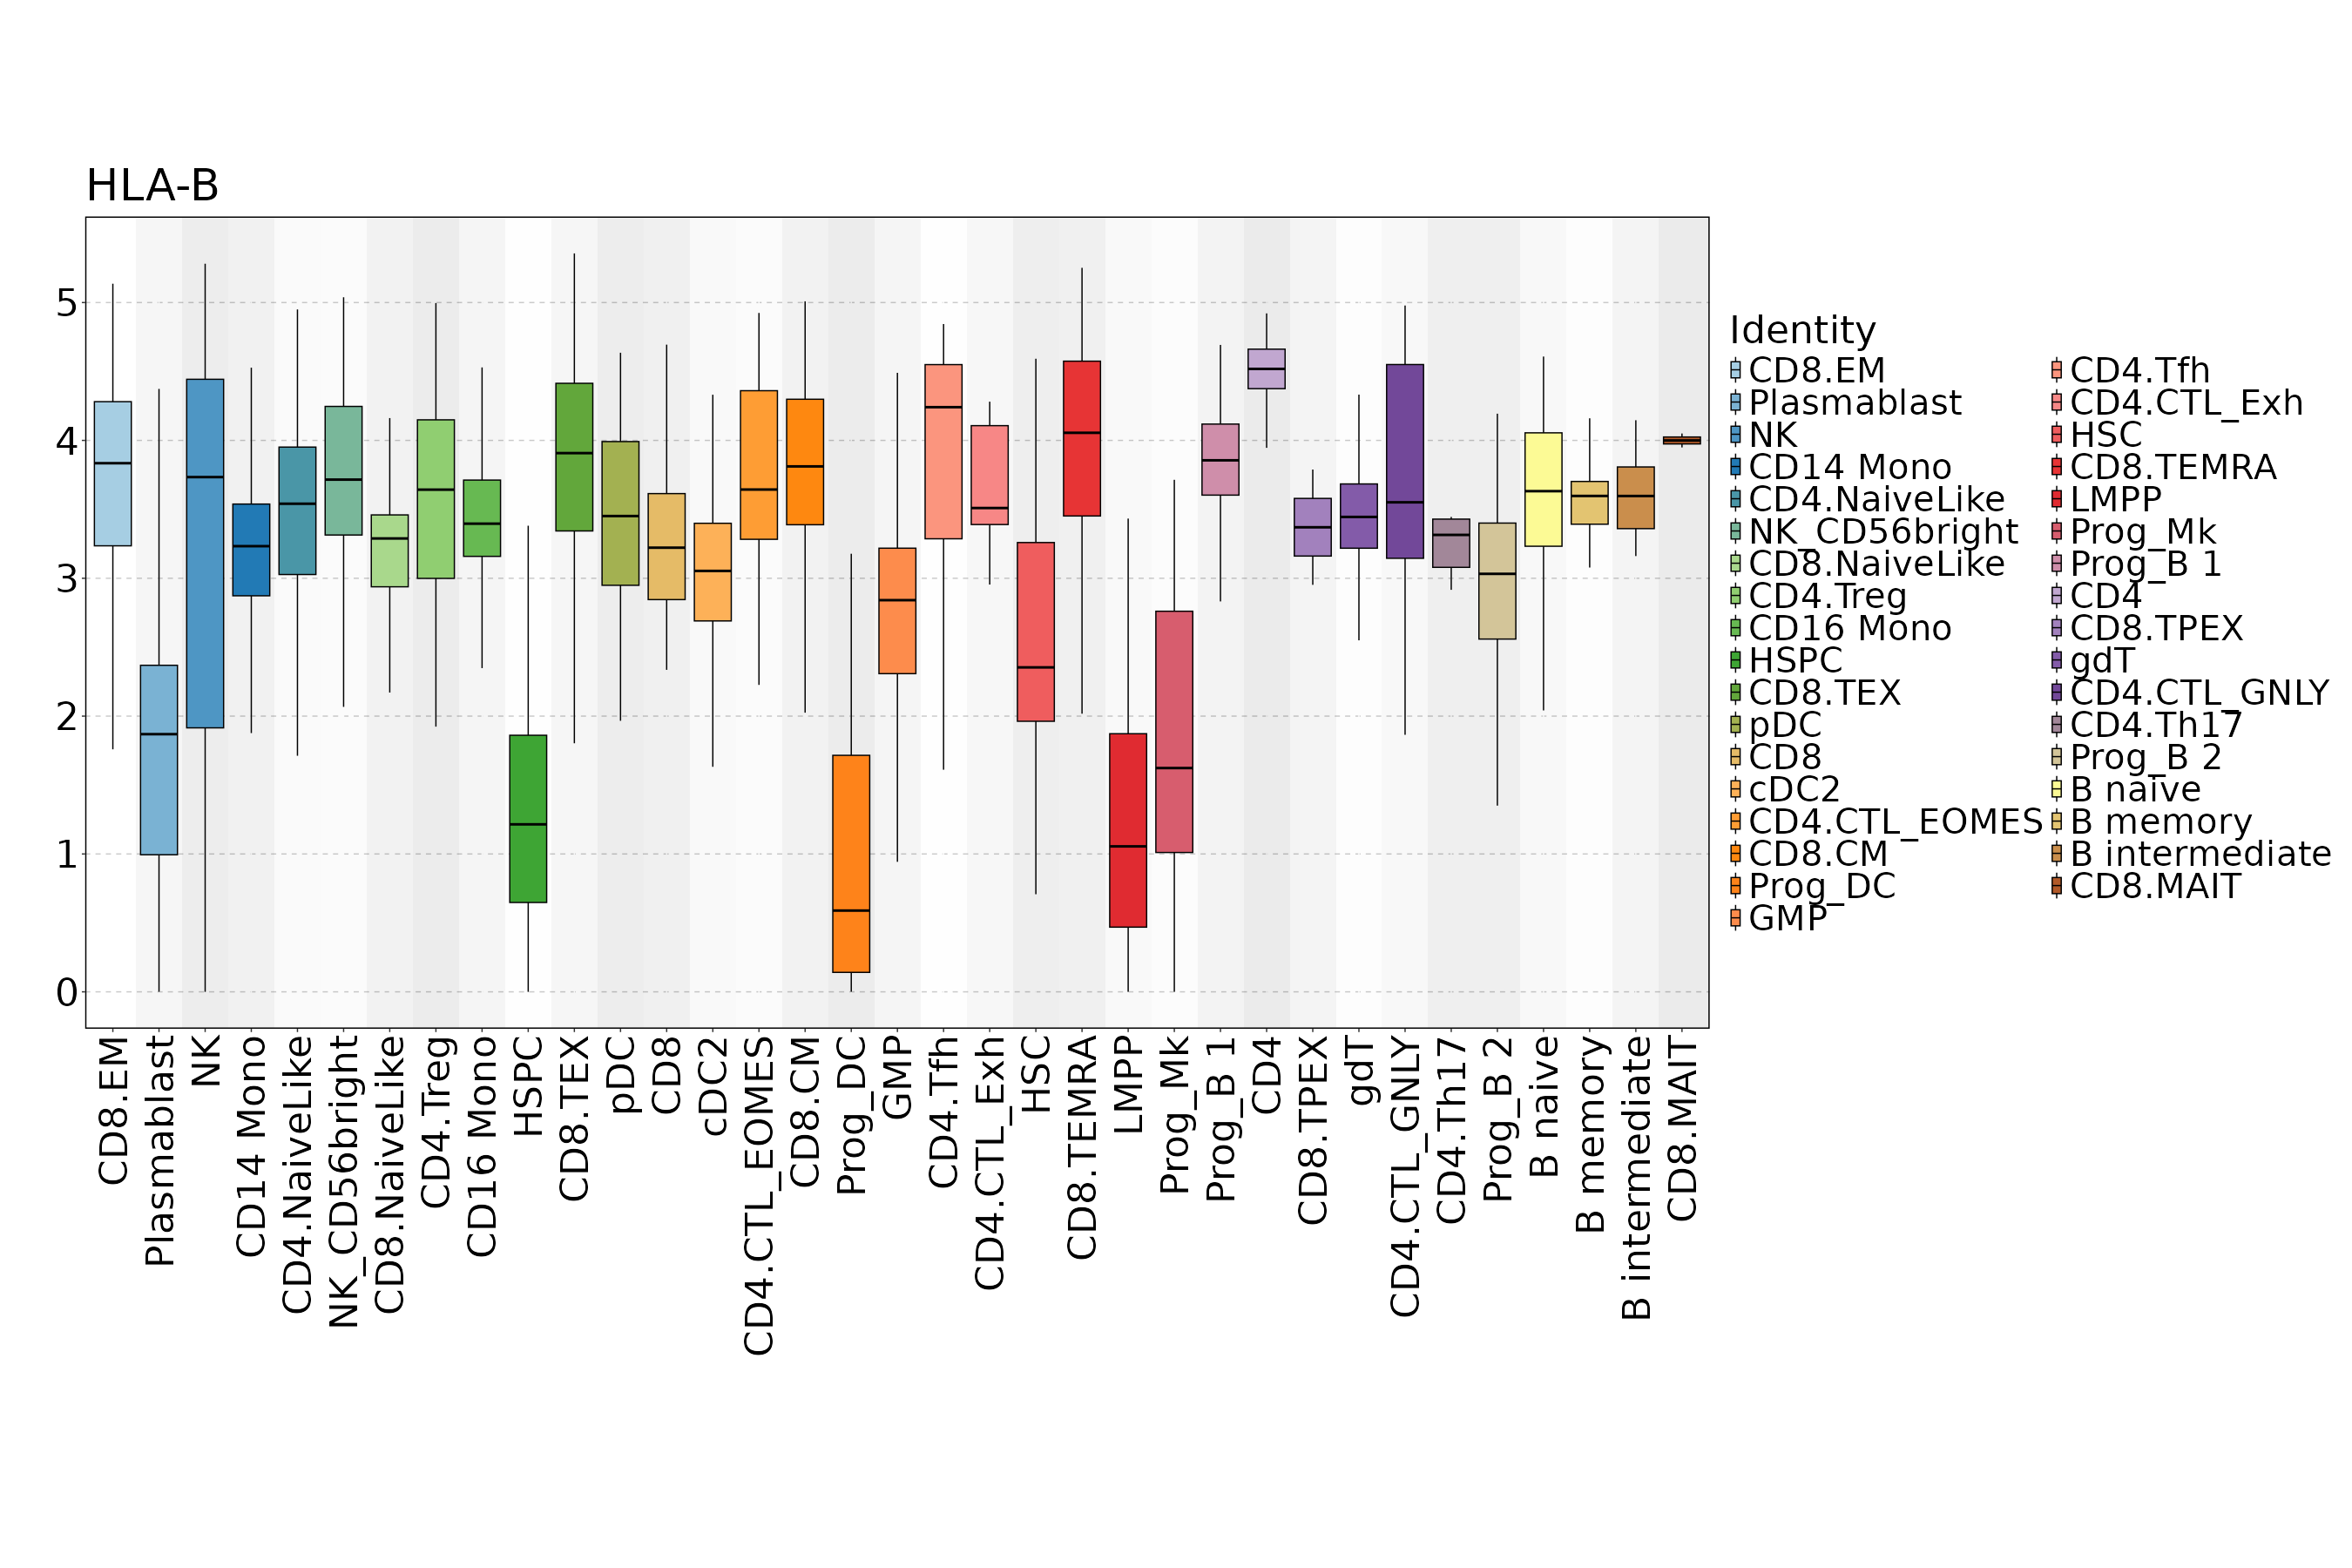 HLA-B
5
4
3
2
1
0
CD8.EM
Plasmablast
NK
CD14 Mono
CD4.NaiveLike
NK_CD56bright
CD8.NaiveLike
CD4.Treg
CD16 Mono
HSPC
CD8.TEX
pDC
CD8
cDC2
CD4.CTL_EOMES
CD8.CM
Prog_DC
GMP
CD4.Tfh
CD4.CTL_Exh
HSC
CD8.TEMRA
LMPP
Prog_Mk
Prog_B 1
CD4
CD8.TPEX
gdT
CD4.CTL_GNLY
CD4.Th17
Prog_B 2
B naive
B memory
B intermediate
CD8.MAIT
Identity
CD8.EM
Plasmablast
NK
CD14 Mono
CD4.NaiveLike
NK_CD56bright
CD8.NaiveLike
CD4.Treg
CD16 Mono
HSPC
CD8.TEX
pDC
CD8
cDC2
CD4.CTL_EOMES
CD8.CM
Prog_DC
GMP
CD4.Tfh
CD4.CTL_Exh
HSC
CD8.TEMRA
LMPP
Prog_Mk
Prog_B 1
CD4
CD8.TPEX
gdT
CD4.CTL_GNLY
CD4.Th17
Prog_B 2
B naive
B memory
B intermediate
CD8.MAIT